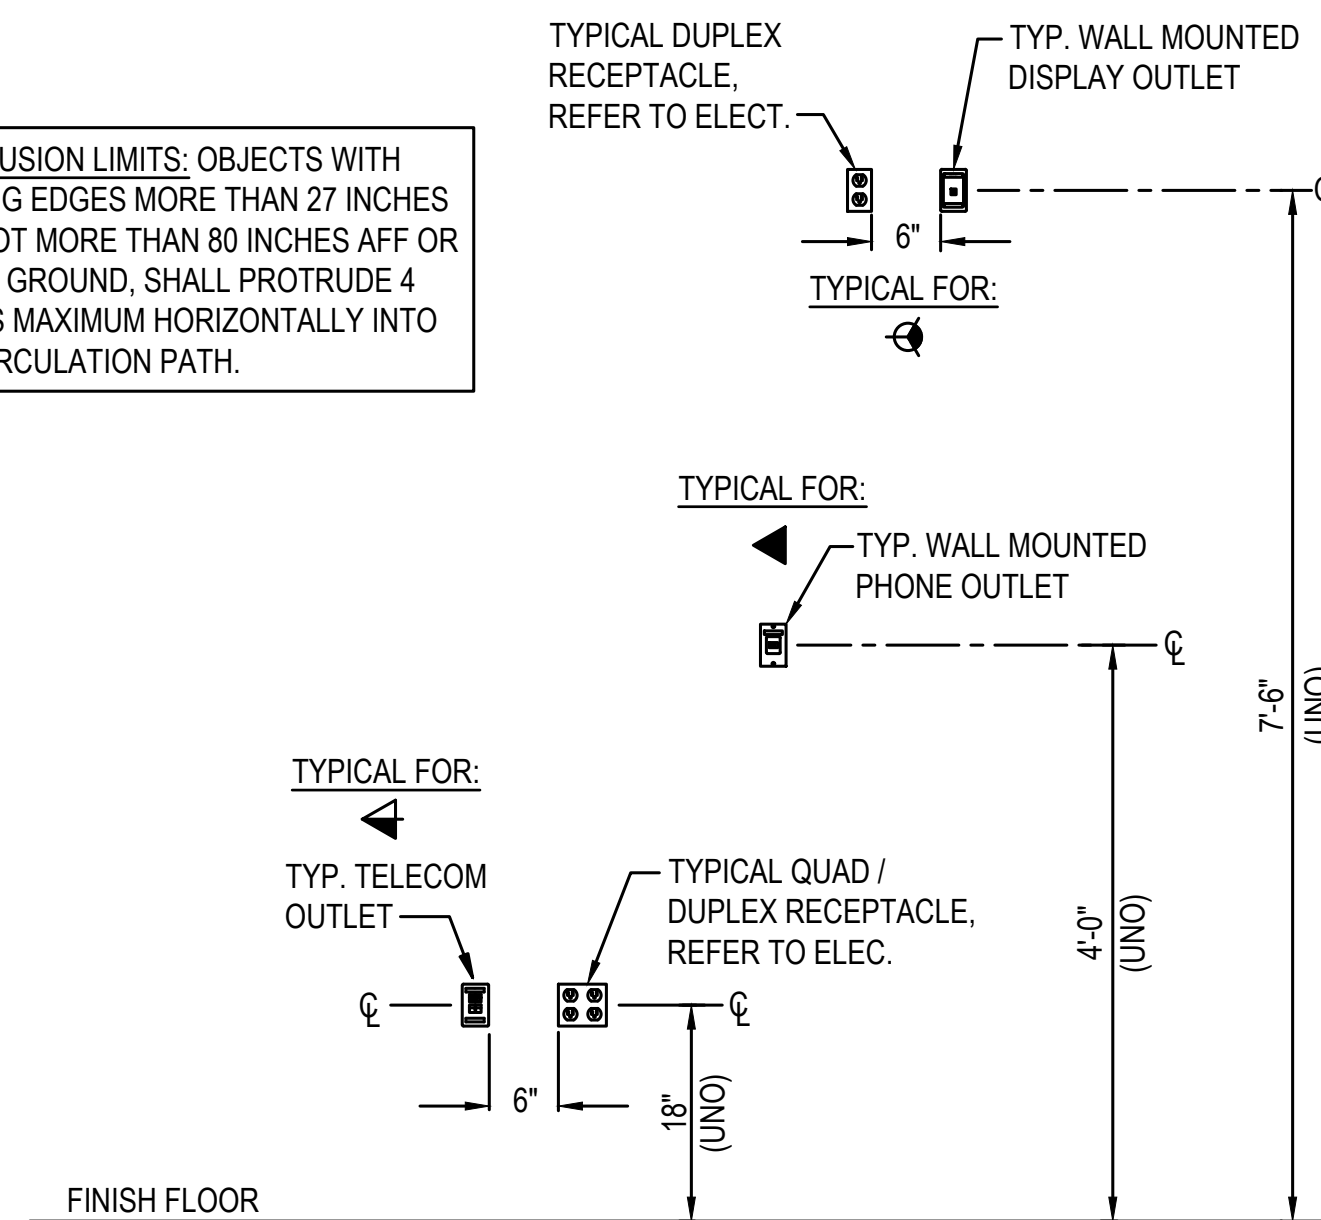 TYPICAL DUPLEX
RECEPTACLE,
REFER TO ELECT.
TYP. WALL MOUNTED
DISPLAY OUTLET
USION LIMITS: OBJECTS WITH
G EDGES MORE THAN 27 INCHES
OT MORE THAN 80 INCHES AFF OR
GROUND, SHALL PROTRUDE 4
S MAXIMUM HORIZONTALLY INTO
RCULATION PATH.
6"
TYPICAL FOR:
TYPICAL FOR:
TYP. WALL MOUNTED
PHONE OUTLET
℄
7'-6"
(UNO)
TYPICAL FOR:
TYP. TELECOM
OUTLET
TYPICAL QUAD /
DUPLEX RECEPTACLE,
REFER TO ELEC.
4'-0"
(UNO)
℄
℄
6"
18"
(UNO)
FINISH FLOOR